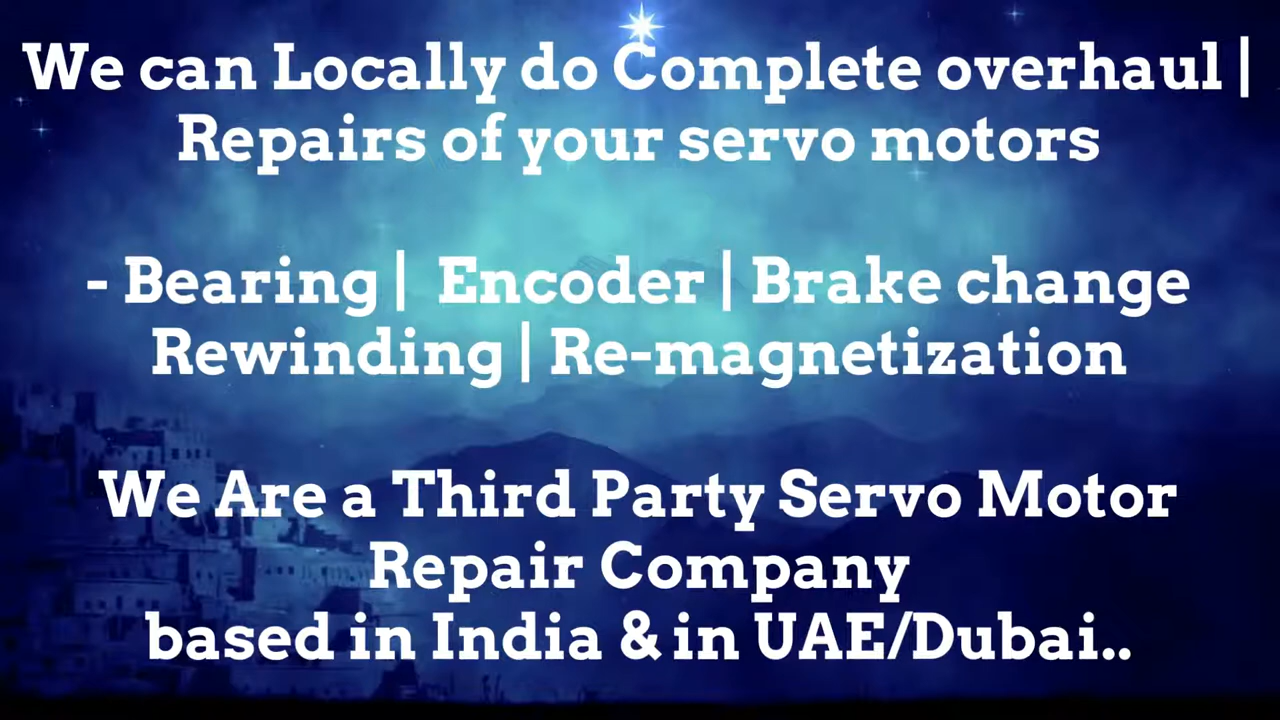 We can Locally do Complete overhaul |
Repairs of your servo motors
- Bearing | Encoder | Brake change
Rewinding | Re-magnetization
We Are a Third Party Servo Motor
Repair Company
based in India & in UAE/Dubai..